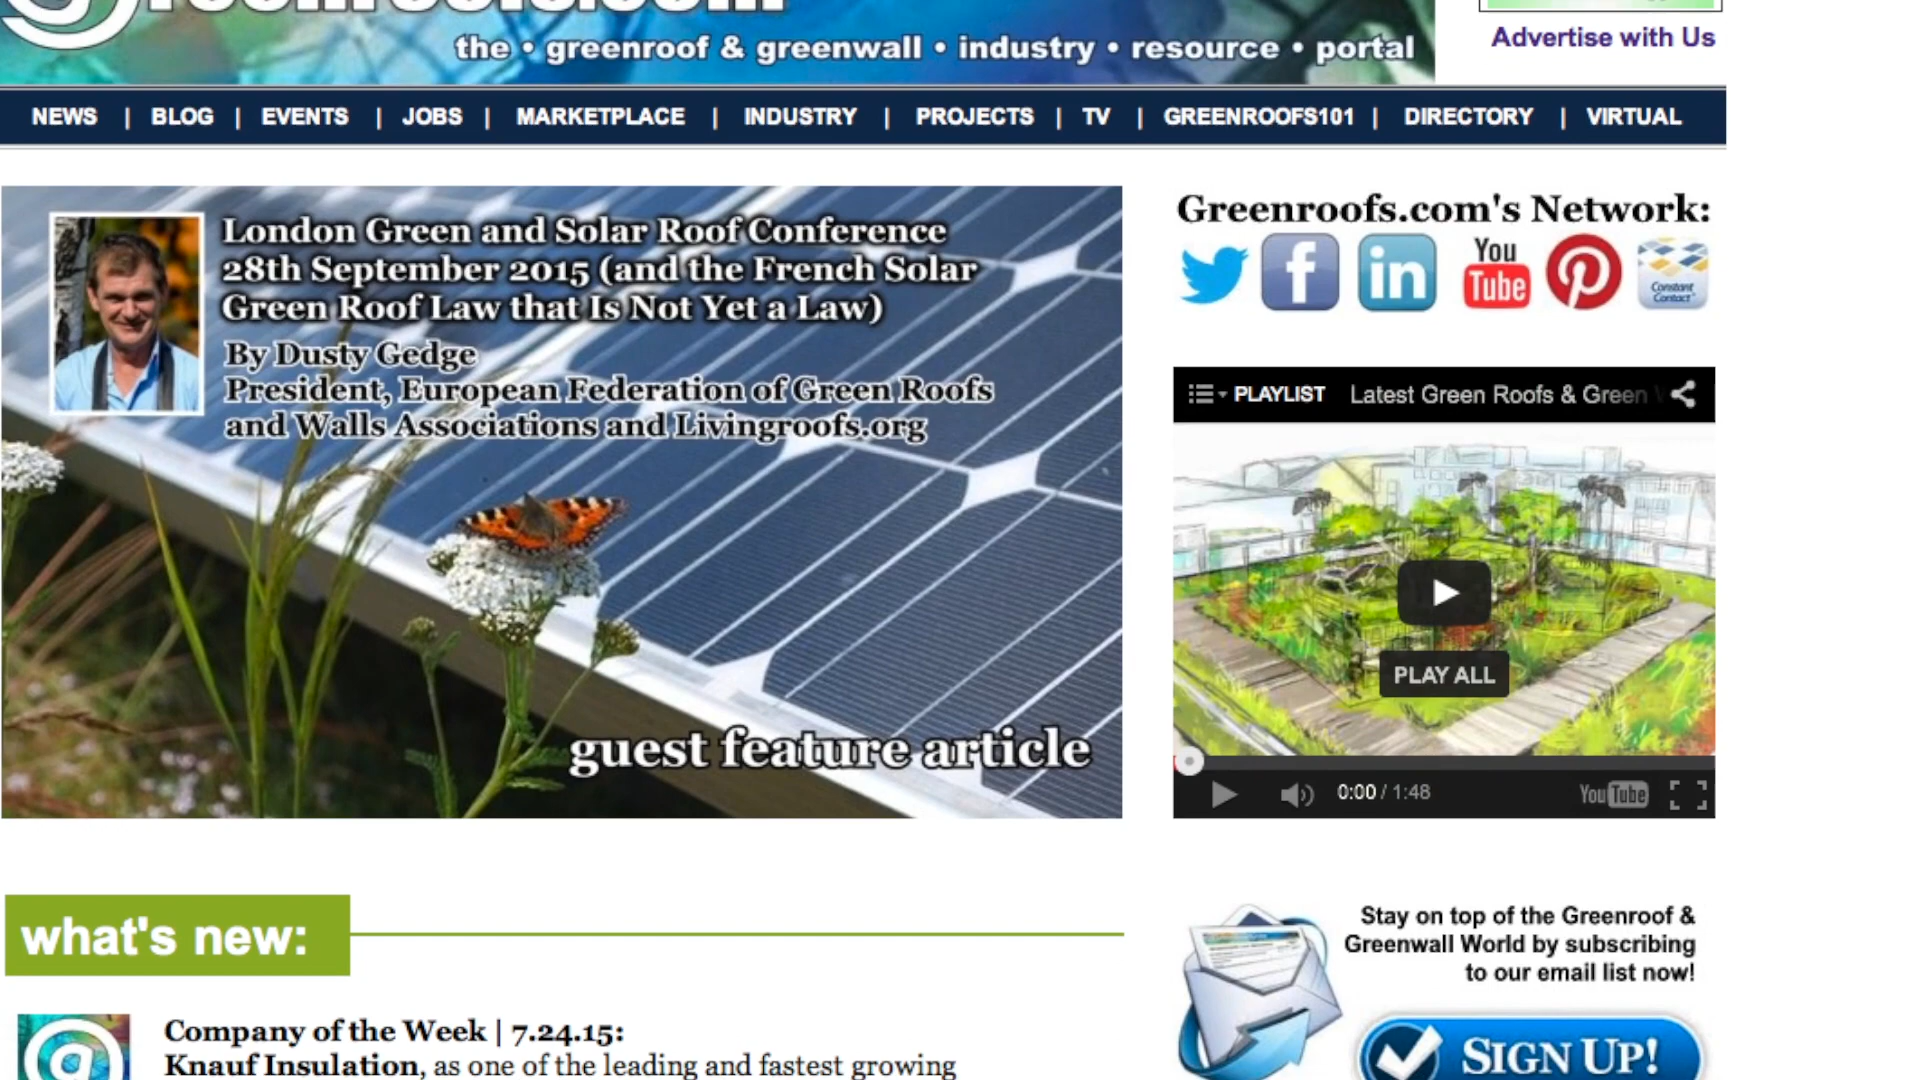 greenroofs.com
the • greenroof & greenwall • industry • resource • portal
Advertise with Us
NEWS | BLOG | EVENTS | JOBS | MARKETPLACE | INDUSTRY | PROJECTS | TV | GREENROOFS101 | DIRECTORY | VIRTUAL
London Green and Solar Roof Conference
28th September 2015 (and the French Solar
Green Roof Law that Is Not Yet a Law)
By Dusty Gedge
President, European Federation of Green Roofs
and Walls Associations and Livingroofs.org
guest feature article
Greenroofs.com's Network:
f
in
You
Tube
Constant
Contact
PLAYLIST Latest Green Roofs & Green
PLAY ALL
0:00 / 1:48
YouTube
what's new:
@
Company of the Week | 7.24.15:
Knauf Insulation, as one of the leading and fastest growing
Stay on top of the Greenroof &
Greenwall World by subscribing
to our email list now!
SIGN UP!